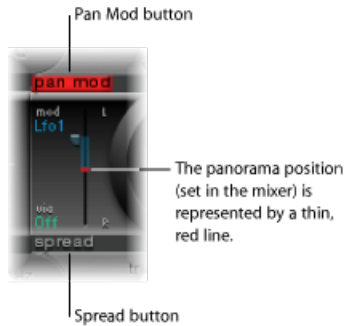 Pan Mod button
pan mod
mod
L
Lfo1
The panorama position
(set in the mixer) is
represented by a thin,
red line.
via
Off
R
spread
Spread button